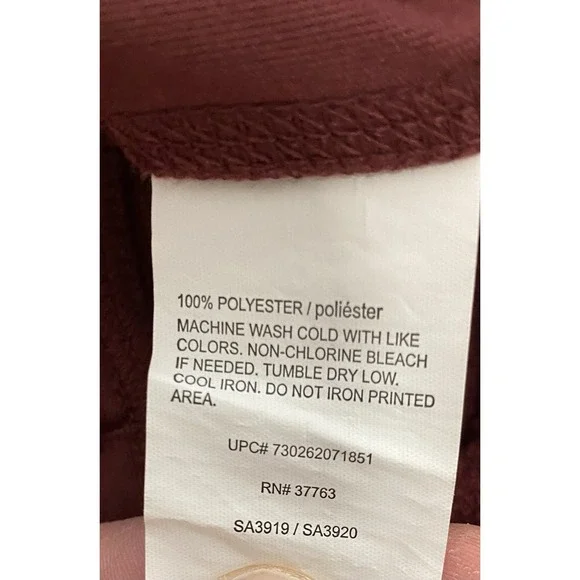 100% POLYESTER / poliéster
MACHINE WASH COLD WITH LIKE
COLORS. NON-CHLORINE BLEACH
IF NEEDED. TUMBLE DRY LOW.
COOL IRON. DO NOT IRON PRINTED
AREA.
UPC# 730262071851
RN# 37763
SA3919 / SA3920